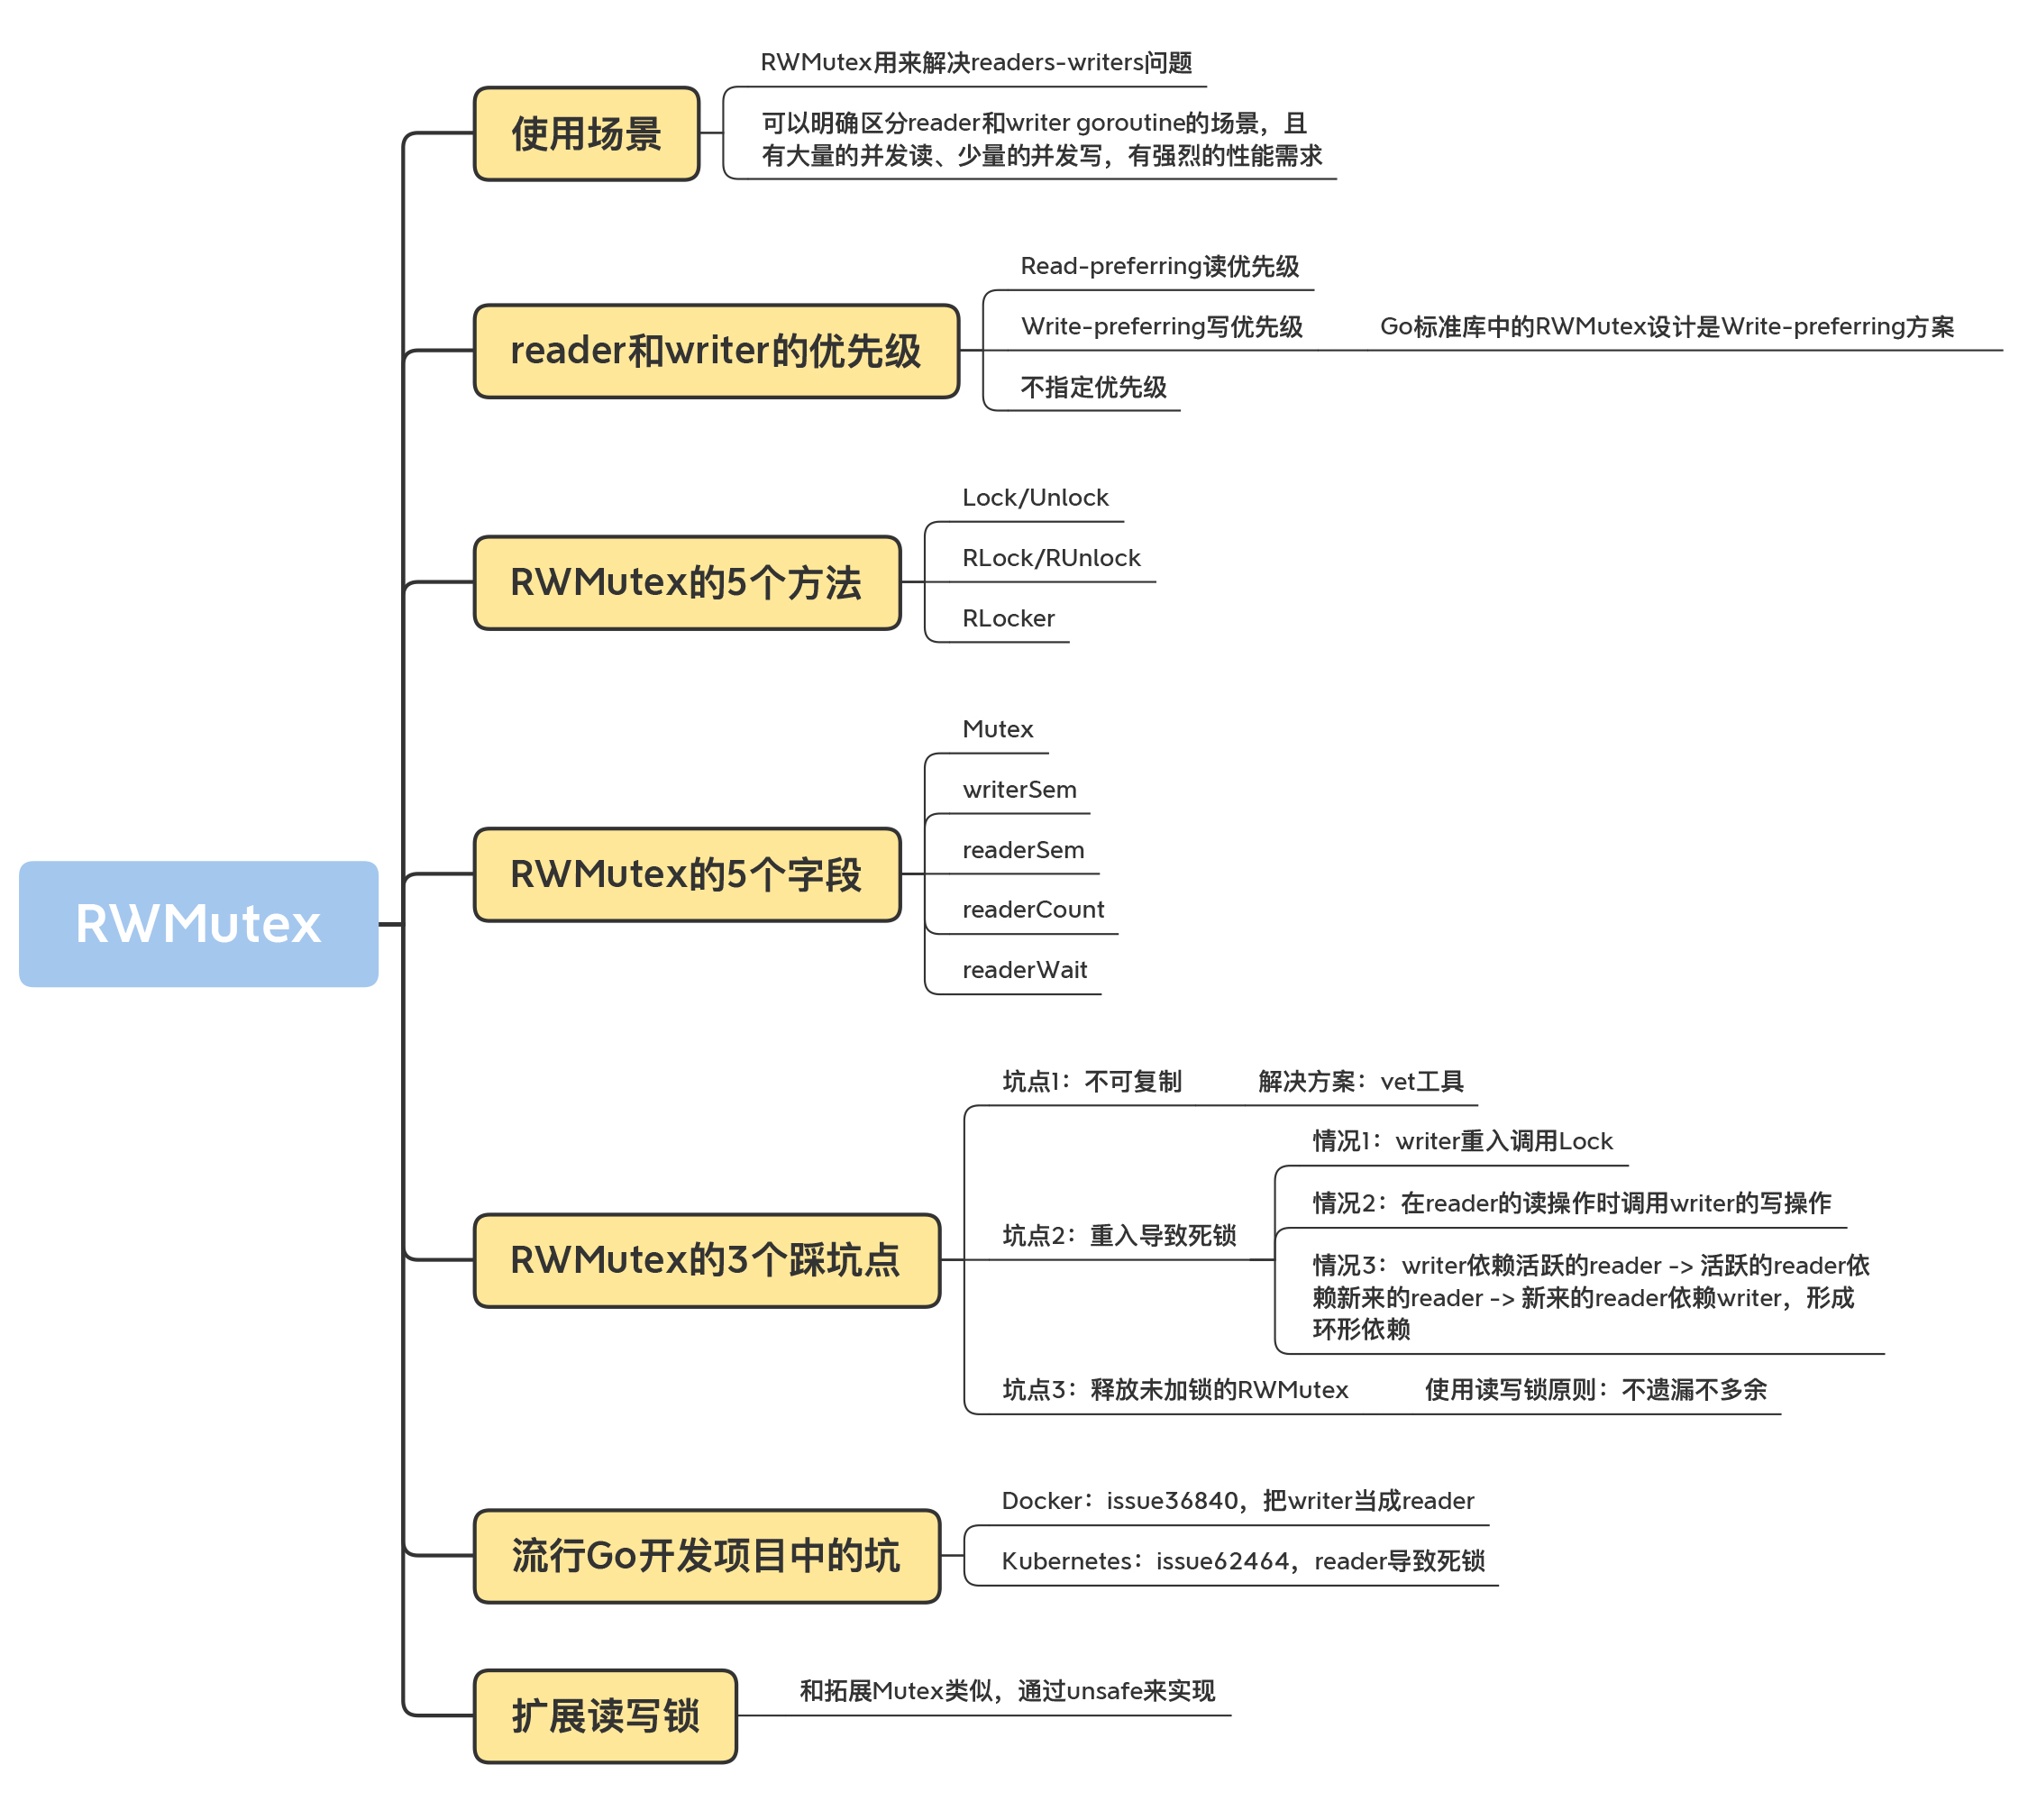 RWMutex
使用场景
RWMutex用来解决readers-writers问题
可以明确区分reader和writer goroutine的场景，且
有大量的并发读、少量的并发写，有强烈的性能需求
reader和writer的优先级
Read-preferring读优先级
Write-preferring写优先级
Go标准库中的RWMutex设计是Write-preferring方案
不指定优先级
RWMutex的5个方法
Lock/Unlock
RLock/RUnlock
RLocker
RWMutex的5个字段
Mutex
writerSem
readerSem
readerCount
readerWait
RWMutex的3个踩坑点
坑点1：不可复制
解决方案：vet工具
坑点2：重入导致死锁
情况1：writer重入调用Lock
情况2：在reader的读操作时调用writer的写操作
情况3：writer依赖活跃的reader -> 活跃的reader依
赖新来的reader -> 新来的reader依赖writer，形成
环形依赖
坑点3：释放未加锁的RWMutex
使用读写锁原则：不遗漏不多余
流行Go开发项目中的坑
Docker：issue36840，把writer当成reader
Kubernetes：issue62464，reader导致死锁
扩展读写锁
和拓展Mutex类似，通过unsafe来实现